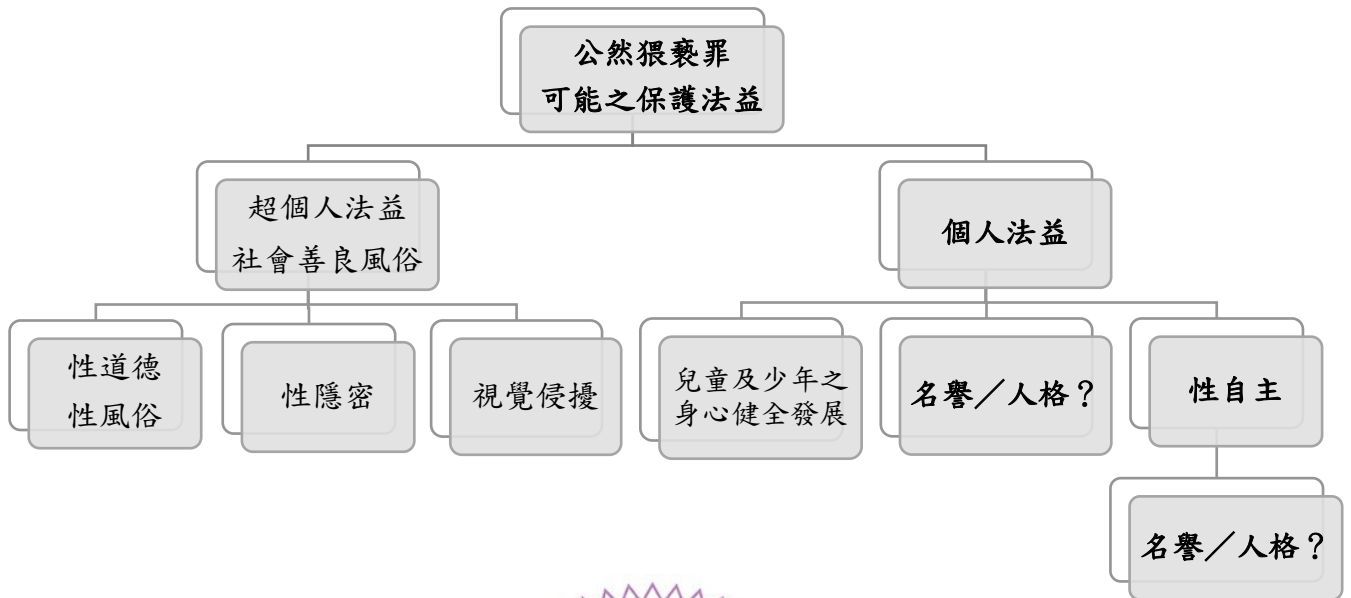 公然猥褻罪
可能之保護法益
超個人法益
社會善良風俗
個人法益
性道德
性風俗
性隱密
視覺侵擾
兒童及少年之
身心健全發展
名譽／人格？
性自主
名譽／人格？